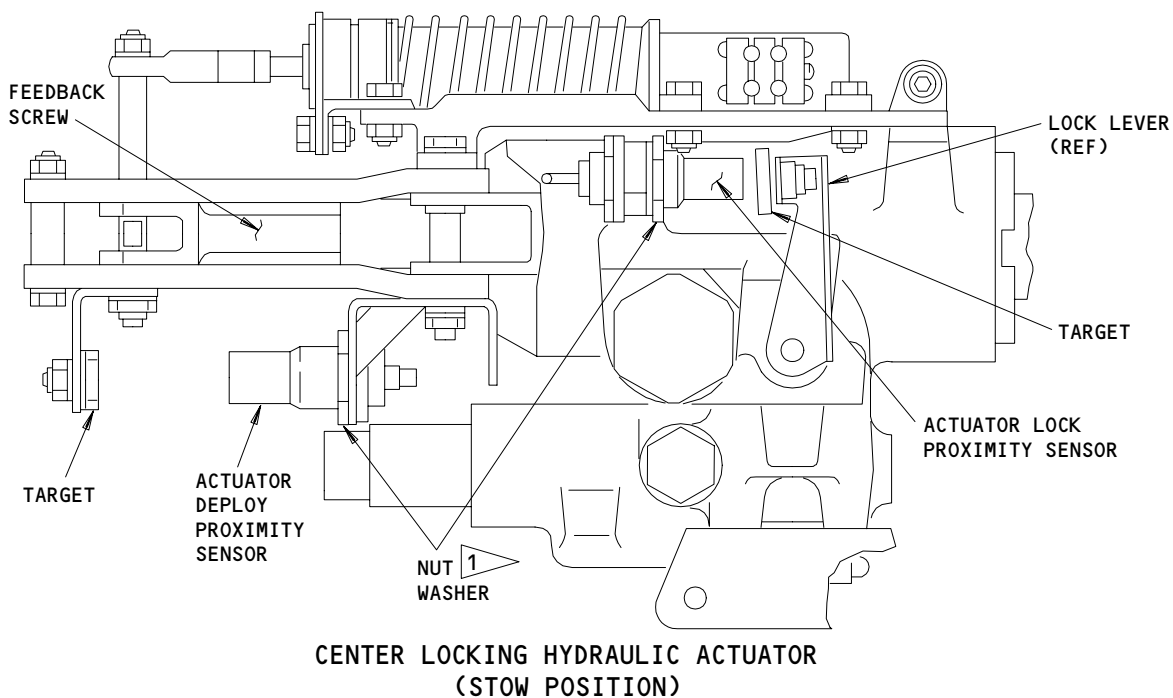 FEEDBACK
SCREW
LOCK LEVER
(REF)
TARGET
ACTUATOR LOCK
PROXIMITY SENSOR
TARGET
ACTUATOR
DEPLOY
PROXIMITY
SENSOR
NUT 1
WASHER
CENTER LOCKING HYDRAULIC ACTUATOR
(STOW POSITION)